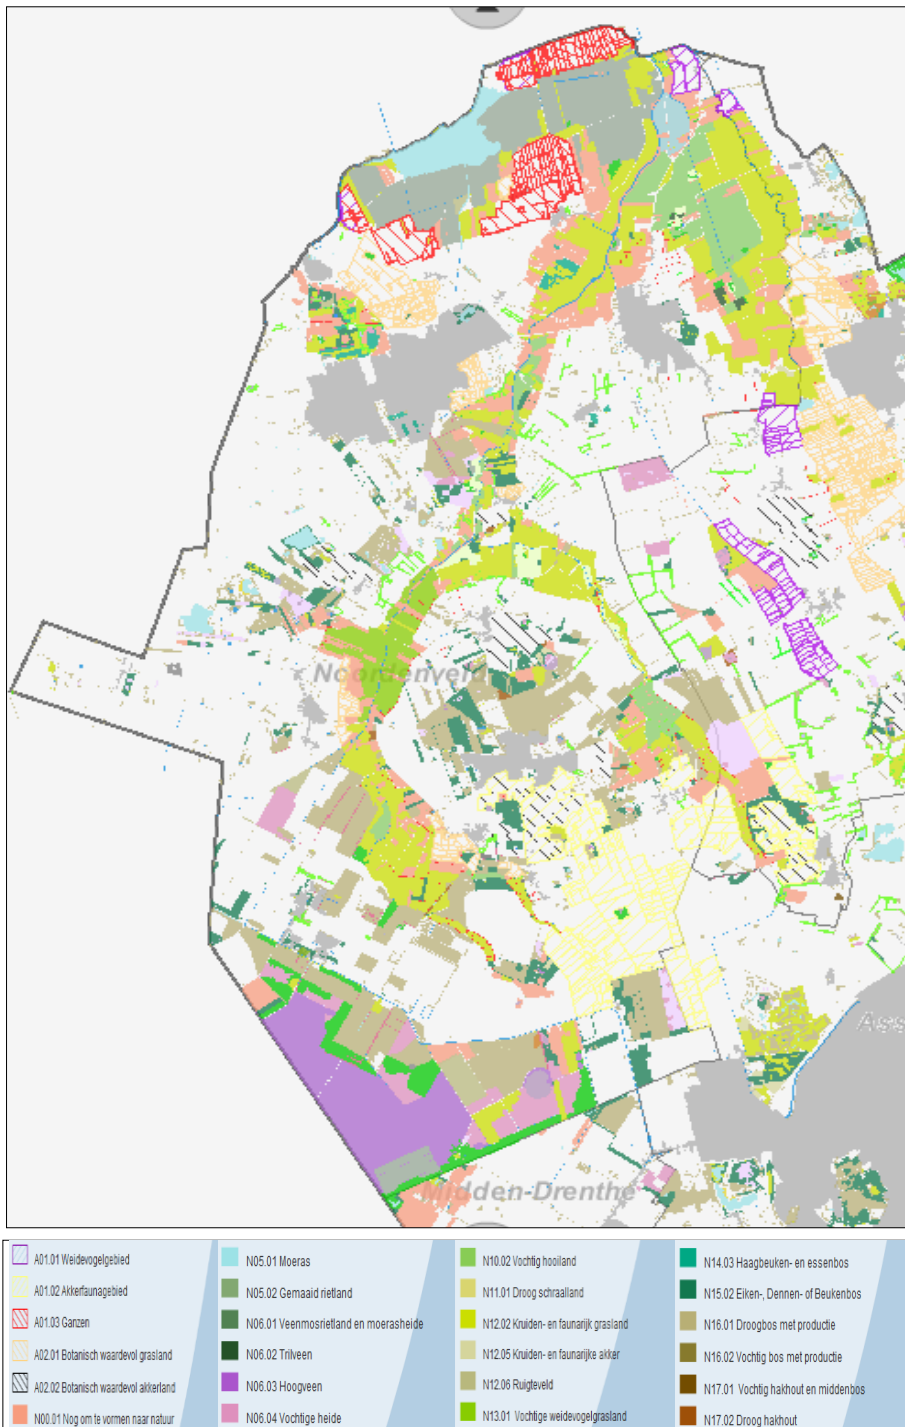 Noordenveld
Ass
Midden-Drenthe
A01.01 Weidevogelgebied
A01.02 Akkerfaunagebied
A01.03 Ganzen
A02.01 Botanisch waardevol grasland
A02.02 Botanisch waardevol akkerland
N00.01 Nog om te vormen naar natuur
N05.01 Moeras
N05.02 Gemaaid rietland
N06.01 Veenmosrietland en moerasheide
N06.02 Trilveen
N06.03 Hoogveen
N06.04 Vochtige heide
N10.02 Vochtig hooiland
N11.01 Droog schraalland
N12.02 Kruiden- en faunarijk grasland
N12.05 Kruiden- en faunarijke akker
N12.06 Ruigteveld
N13.01 Vochtige weidevogelgrasland
N14.03 Haagbeuken- en essenbos
N15.02 Eiken-, Dennen- of Beukenbos
N16.01 Droogbos met productie
N16.02 Vochtig bos met productie
N17.01 Vochtig hakhout en middenbos
N17.02 Droog hakhout